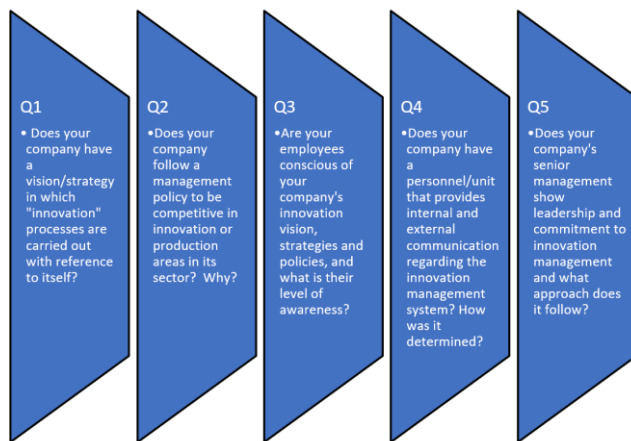 Q1
• Does your
company have
a
vision/strategy
in which
"innovation"
processes are
carried out
with reference
to itself?
Q2
•Does your
company
follow a
management
policy to be
competitive in
innovation or
production
areas in its
sector?  Why?
Q3
•Are your
employees
conscious of
your
company's
innovation
vision,
strategies and
policies, and
what is their
level of
awareness?
Q4
•Does your
company have
a
personnel/unit
that provides
internal and
external
communication
regarding the
innovation
management
system? How
was it
determined?
Q5
•Does your
company's
senior
management
show
leadership and
commitment to
innovation
management
and what
approach does
it follow?